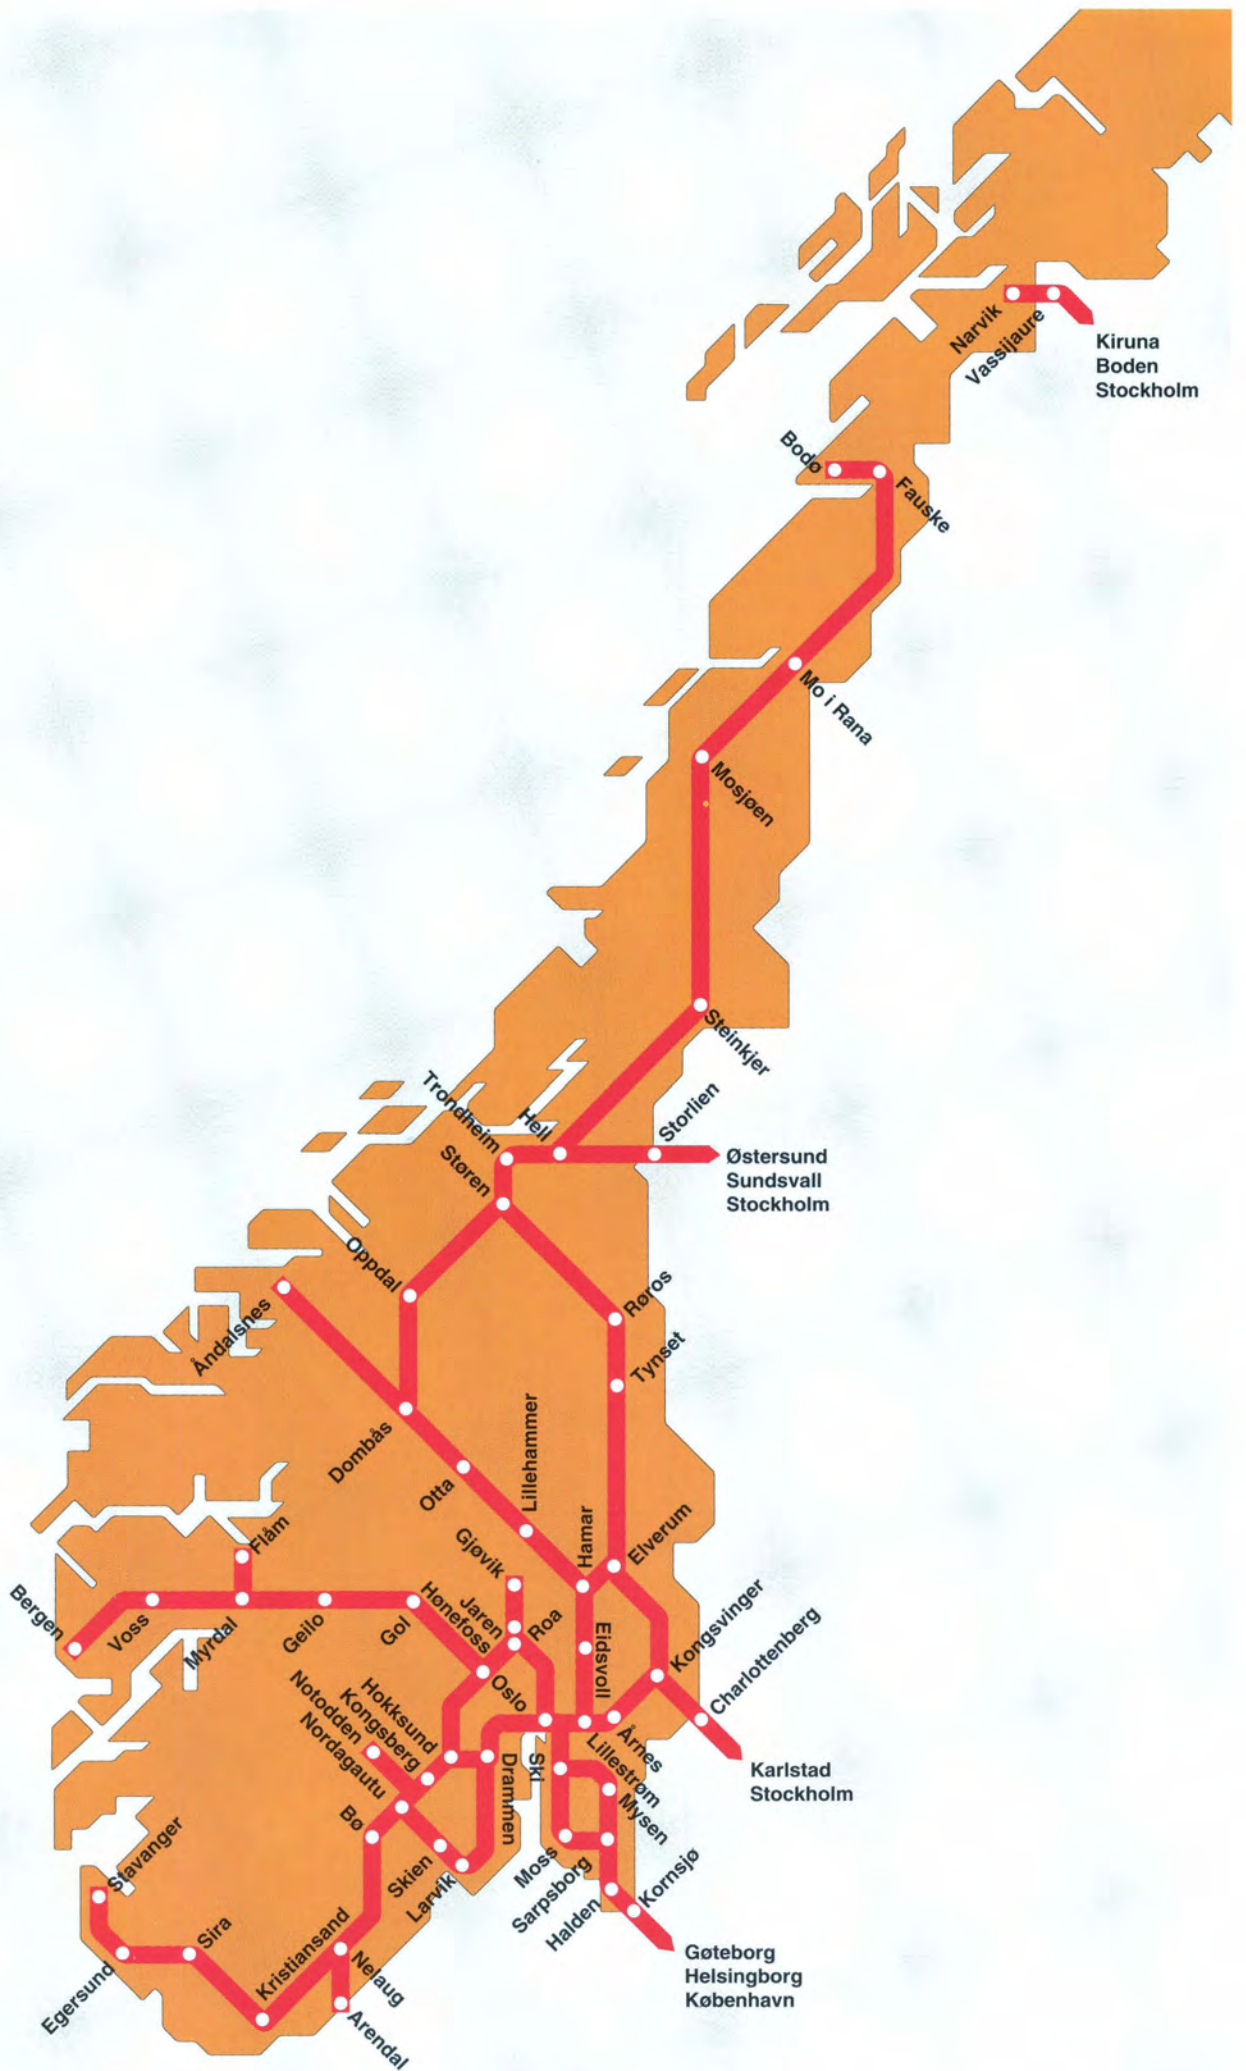 Narvik
Vassijaure
Kiruna
Boden
Stockholm
Bodø
Fauske
Mo i Rana
Mosjøen
Steinkjer
Trondheim
Hell
Storlien
Støren
Østersund
Sundsvall
Stockholm
Oppdal
Åndalsnes
Røros
Tynset
Dombås
Otta
Lillehammer
Hamar
Elverum
Gjøvik
Flåm
Bergen
Voss
Myrdal
Geilo
Gol
Hønefoss
Jaren
Roa
Eidsvoll
Kongsvinger
Charlottenberg
Oslo
Hokksund
Kongsberg
Notodden
Nordagautu
Bø
Drammen
Ski
Lillestrøm
Årnes
Karlstad
Stockholm
Mysen
Moss
Sarpsborg
Halden
Kornsjø
Skien
Larvik
Stavanger
Sira
Egersund
Kristiansand
Nelaug
Arendal
Gøteborg
Helsingborg
København